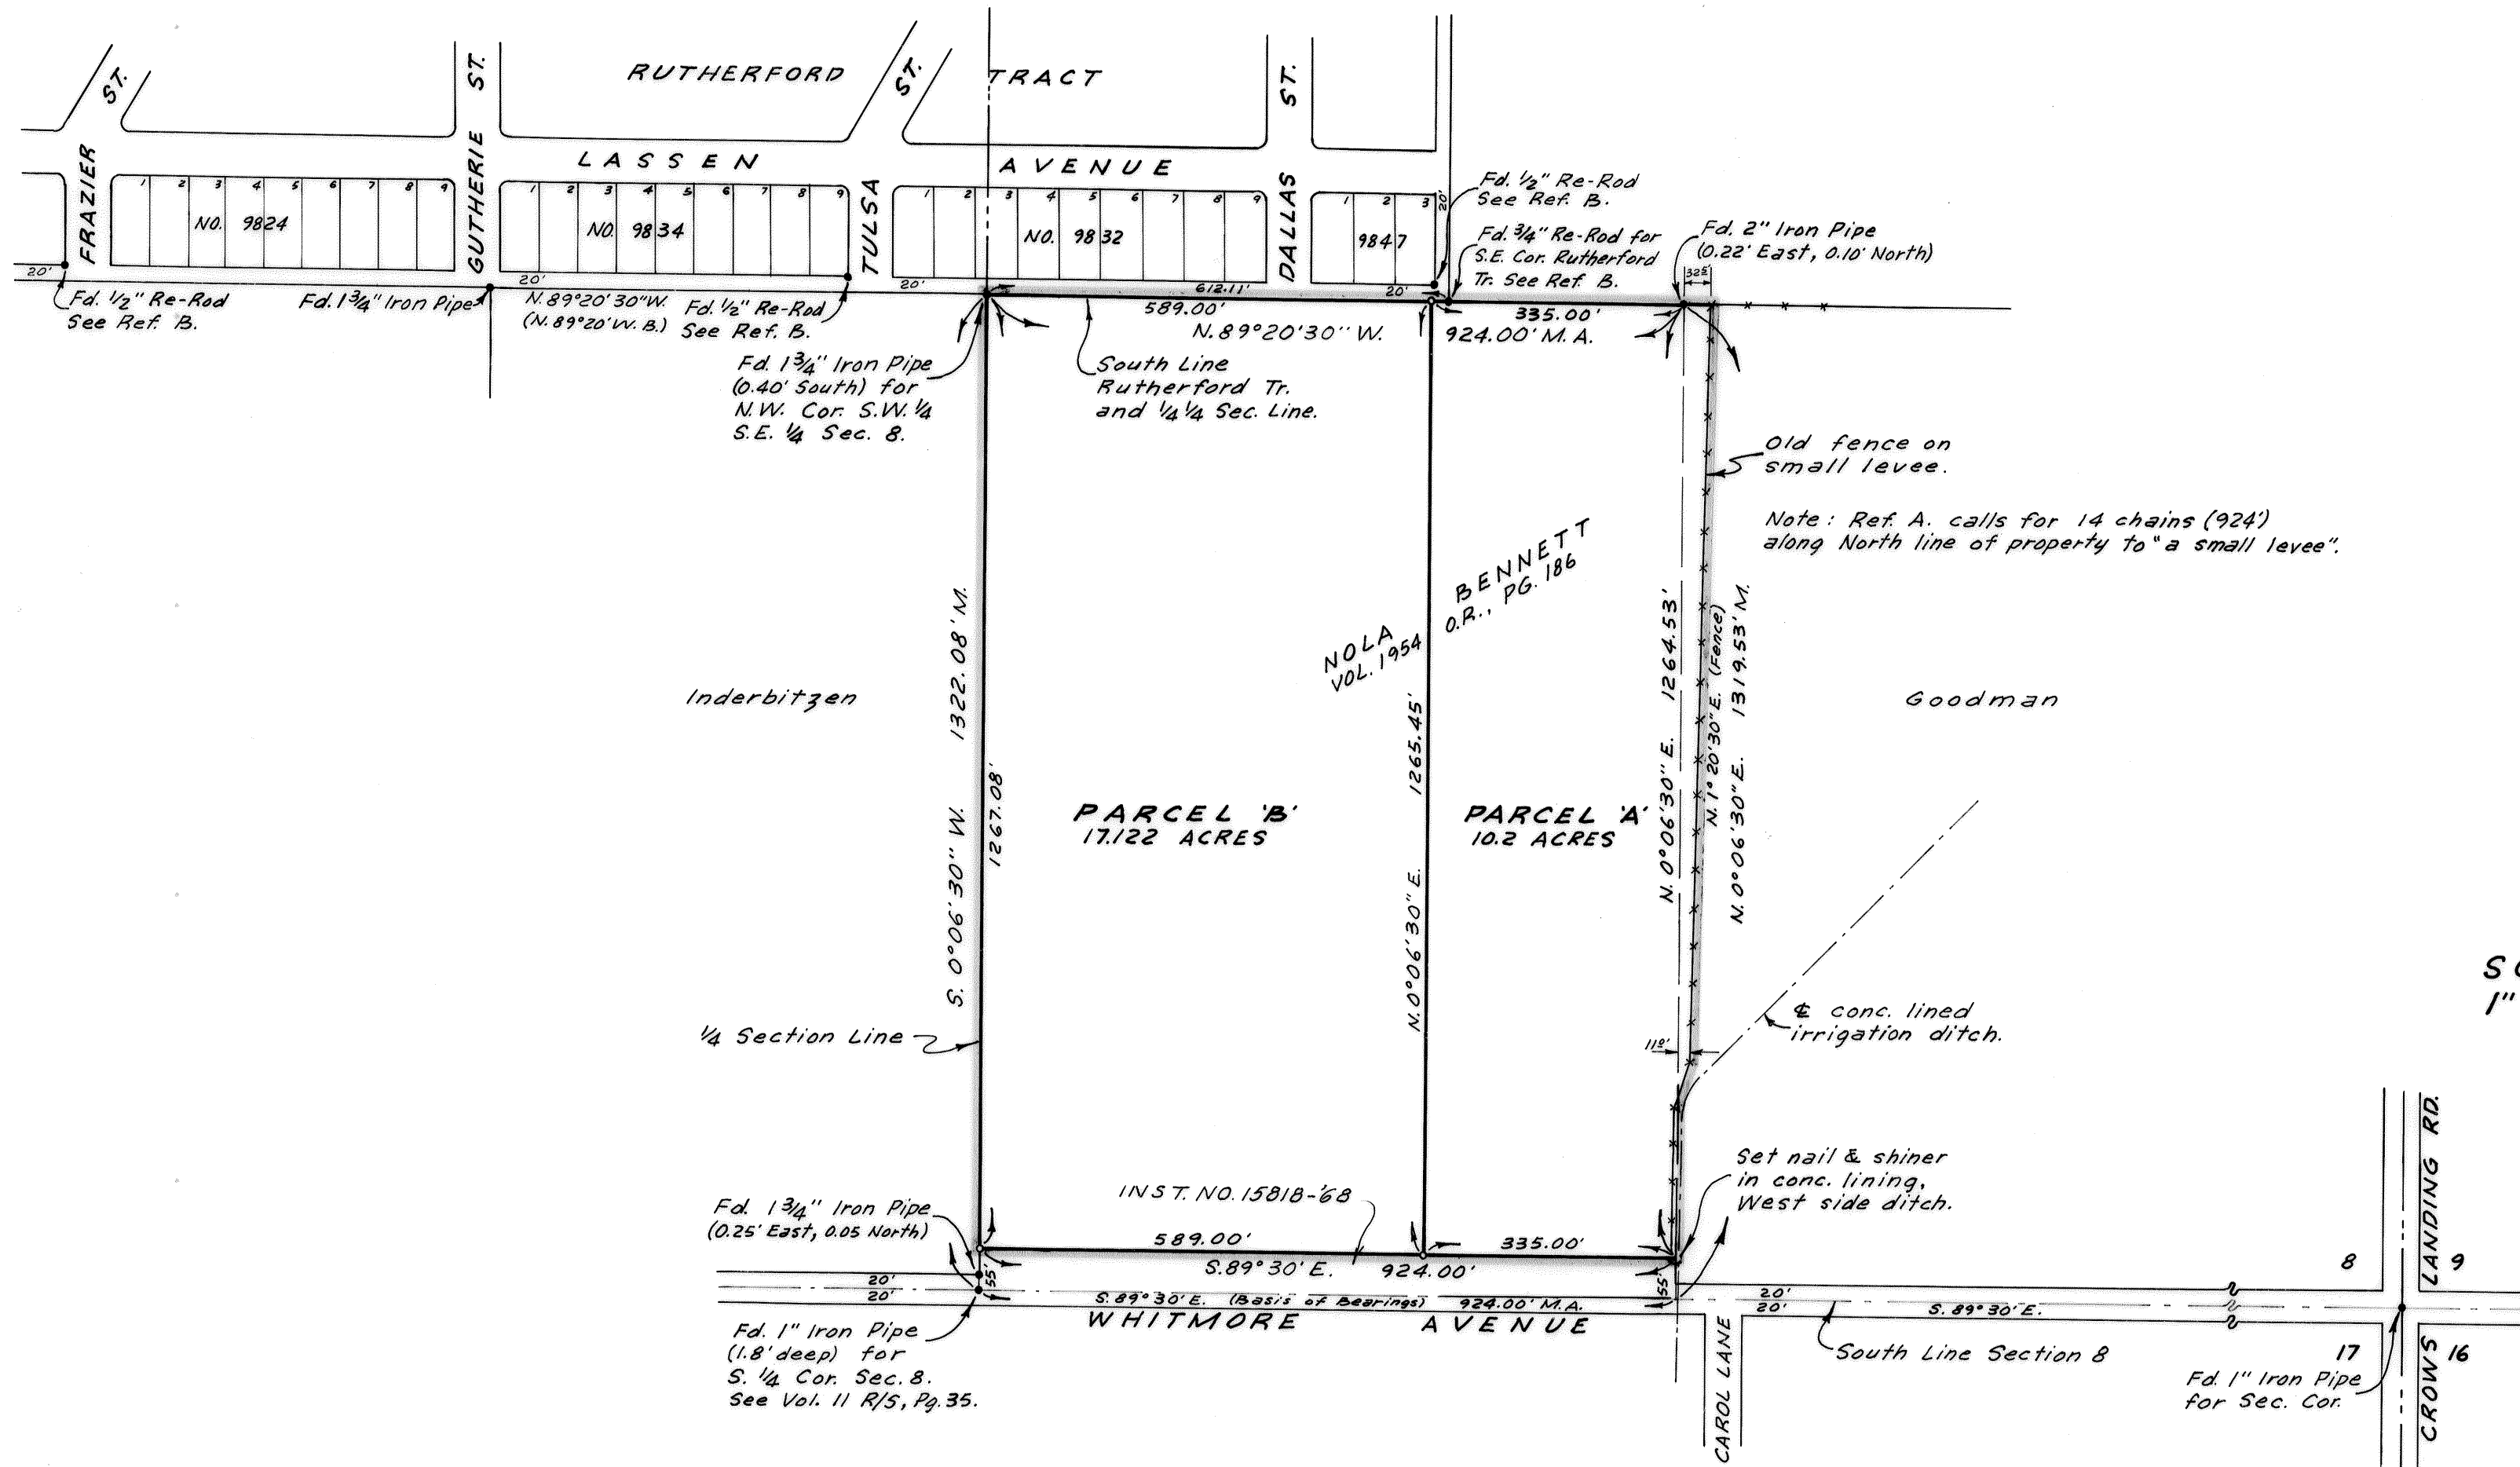 RUTHERFORD TRACT
ST.
ST.
ST.
ST.
LASSEN AVENUE
FRAZIER
GUTHERIE
TULSA
DALLAS
1 2 3 4 5 6 7 8 9
NO. 9824
1 2 3 4 5 6 7 8 9
NO. 9834
1 2 3 4 5 6 7 8 9
NO. 9832
1 2 3
9847
20'
20'
20'
20'
20'
612.11'
Fd. 1/2" Re-Rod
See Ref. B.
Fd. 1 3/4" Iron Pipe
N.89°20'30"W.
(N.89°20'W. B.)
Fd. 1/2" Re-Rod
See Ref. B.
Fd. 1/2" Re-Rod
See Ref. B.
Fd. 3/4" Re-Rod for
S.E. Cor. Rutherford
Tr. See Ref. B.
Fd. 2" Iron Pipe
(0.22' East, 0.10' North)
32⁵'
589.00'
335.00'
N.89°20'30" W. 924.00' M.A.
Fd. 1 3/4" Iron Pipe
(0.40' South) for
N.W. Cor. S.W. 1/4
S.E. 1/4 Sec. 8.
South Line
Rutherford Tr.
and 1/4 1/4 Sec. Line.
Old fence on
small levee.
Note: Ref. A. calls for 14 chains (924')
along North line of property to "a small levee".
NOLA BENNETT
VOL. 1954 O.R., PG. 186
Inderbitzen
S. 0°06'30" W. 1322.08' M.
1267.08'
N.0°06'30" E. 1265.45'
N.0°06'30" E. 1264.53'
N.1°20'30" E. (Fence)
N.0°06'30" E. 1319.53' M.
Goodman
PARCEL 'B'
17.122 ACRES
PARCEL 'A'
10.2 ACRES
SC
1"
1/4 Section Line
11⁰'
℄ conc. lined
irrigation ditch.
Set nail & shiner
in conc. lining,
West side ditch.
INST. NO. 15818-'68
Fd. 1 3/4" Iron Pipe
(0.25' East, 0.05 North)
589.00'
335.00'
S.89°30' E. 924.00'
55'
55'
20'
20'
S.89°30'E. (Basis of Bearings) 924.00' M.A.
WHITMORE AVENUE
20'
20'
S.89°30'E.
South Line Section 8
Fd. 1" Iron Pipe
(1.8' deep) for
S. 1/4 Cor. Sec. 8.
See Vol. 11 R/S, Pg. 35.
CAROL LANE
8 9
17 16
CROWS LANDING RD.
Fd. 1" Iron Pipe
for Sec. Cor.